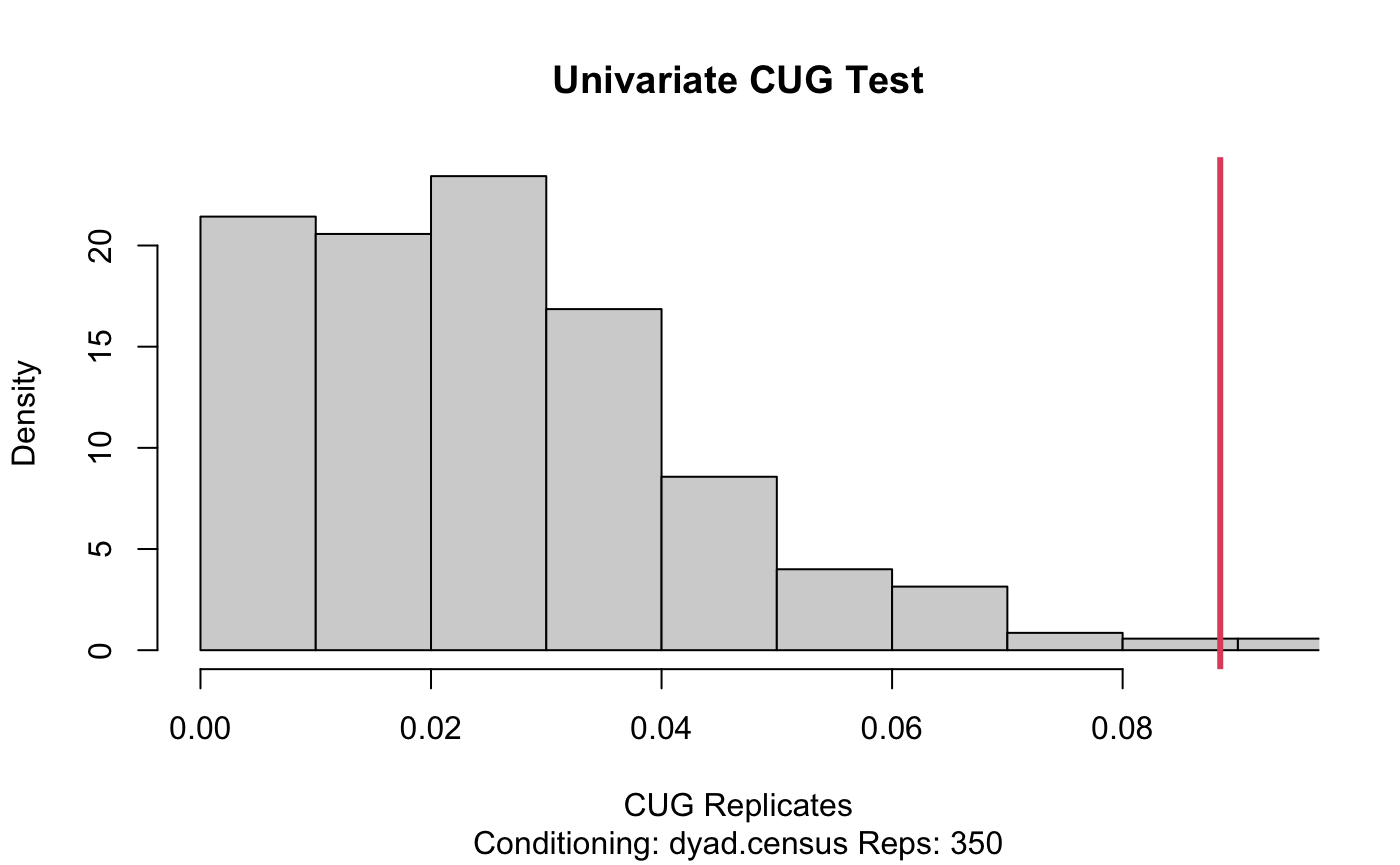 Univariate CUG Test
Density
20
15
10
5
0
0.00 0.02 0.04 0.06 0.08
CUG Replicates
Conditioning: dyad.census Reps: 350